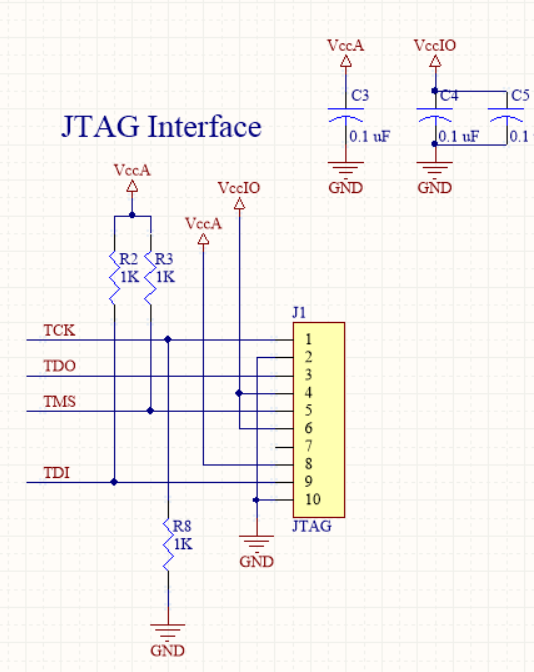 VccA
VccIO
C3
C4
C5
0.1 uF
0.1 uF
0.1
GND
GND
JTAG Interface
VccA
VccIO
VccA
R2
1K
R3
1K
J1
TCK
1
2
TDO
3
4
TMS
5
6
7
8
TDI
9
10
JTAG
R8
1K
GND
GND